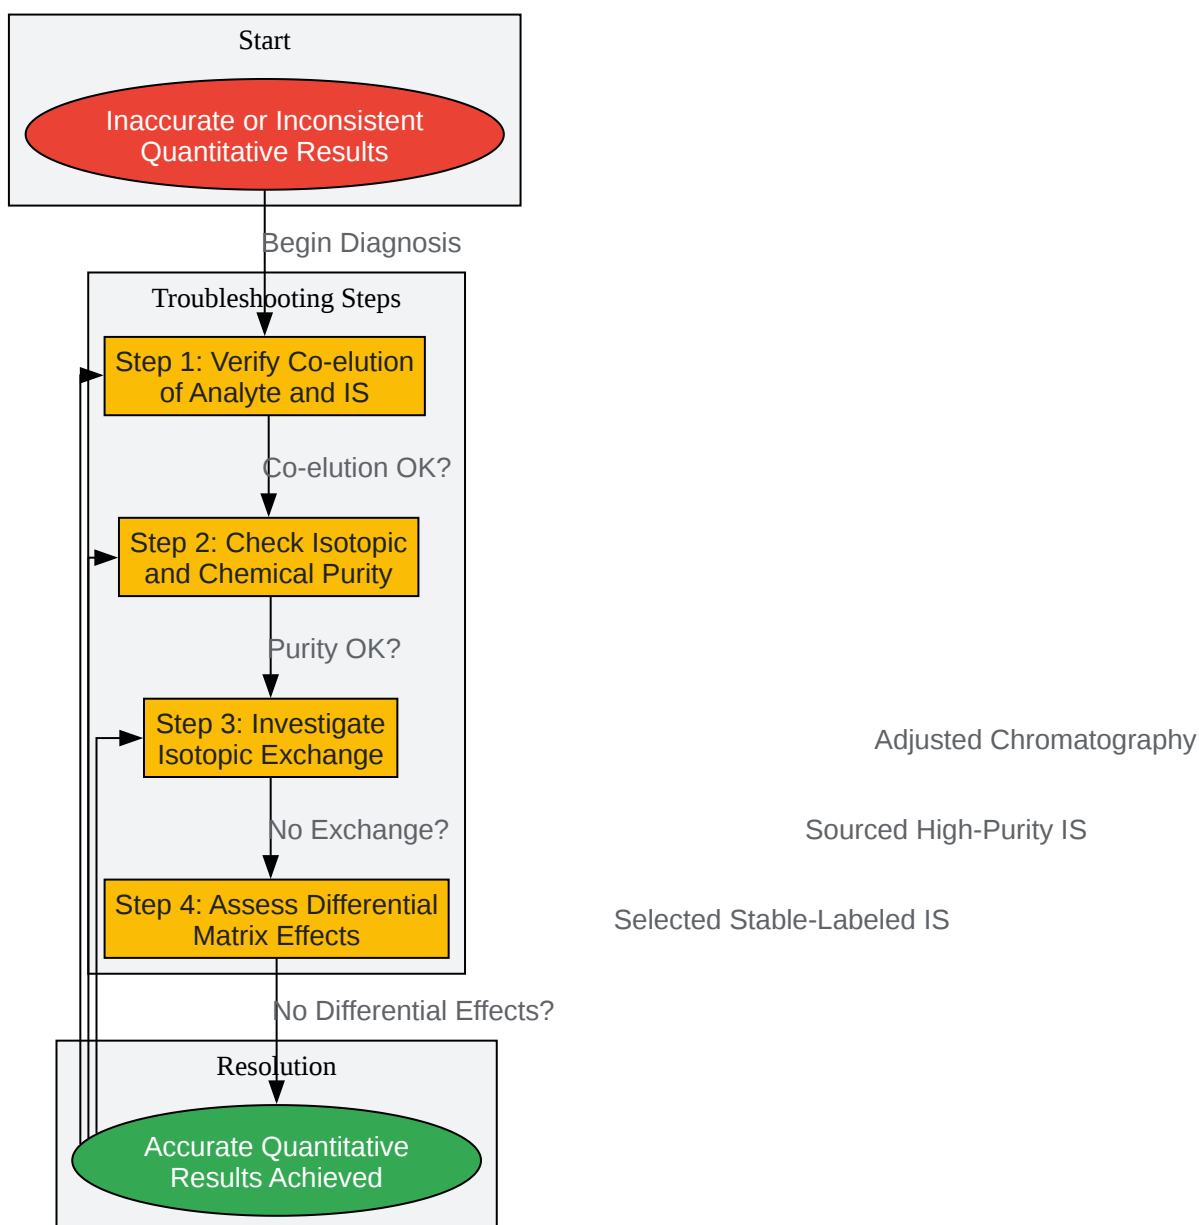 Start
Inaccurate or Inconsistent
Quantitative Results
Begin Diagnosis
Troubleshooting Steps
Step 1: Verify Co-elution
of Analyte and IS
Co-elution OK?
Step 2: Check Isotopic
and Chemical Purity
Purity OK?
Step 3: Investigate
Isotopic Exchange
Adjusted Chromatography
No Exchange?
Sourced High-Purity IS
Step 4: Assess Differential
Matrix Effects
Selected Stable-Labeled IS
No Differential Effects?
Resolution
Accurate Quantitative
Results Achieved